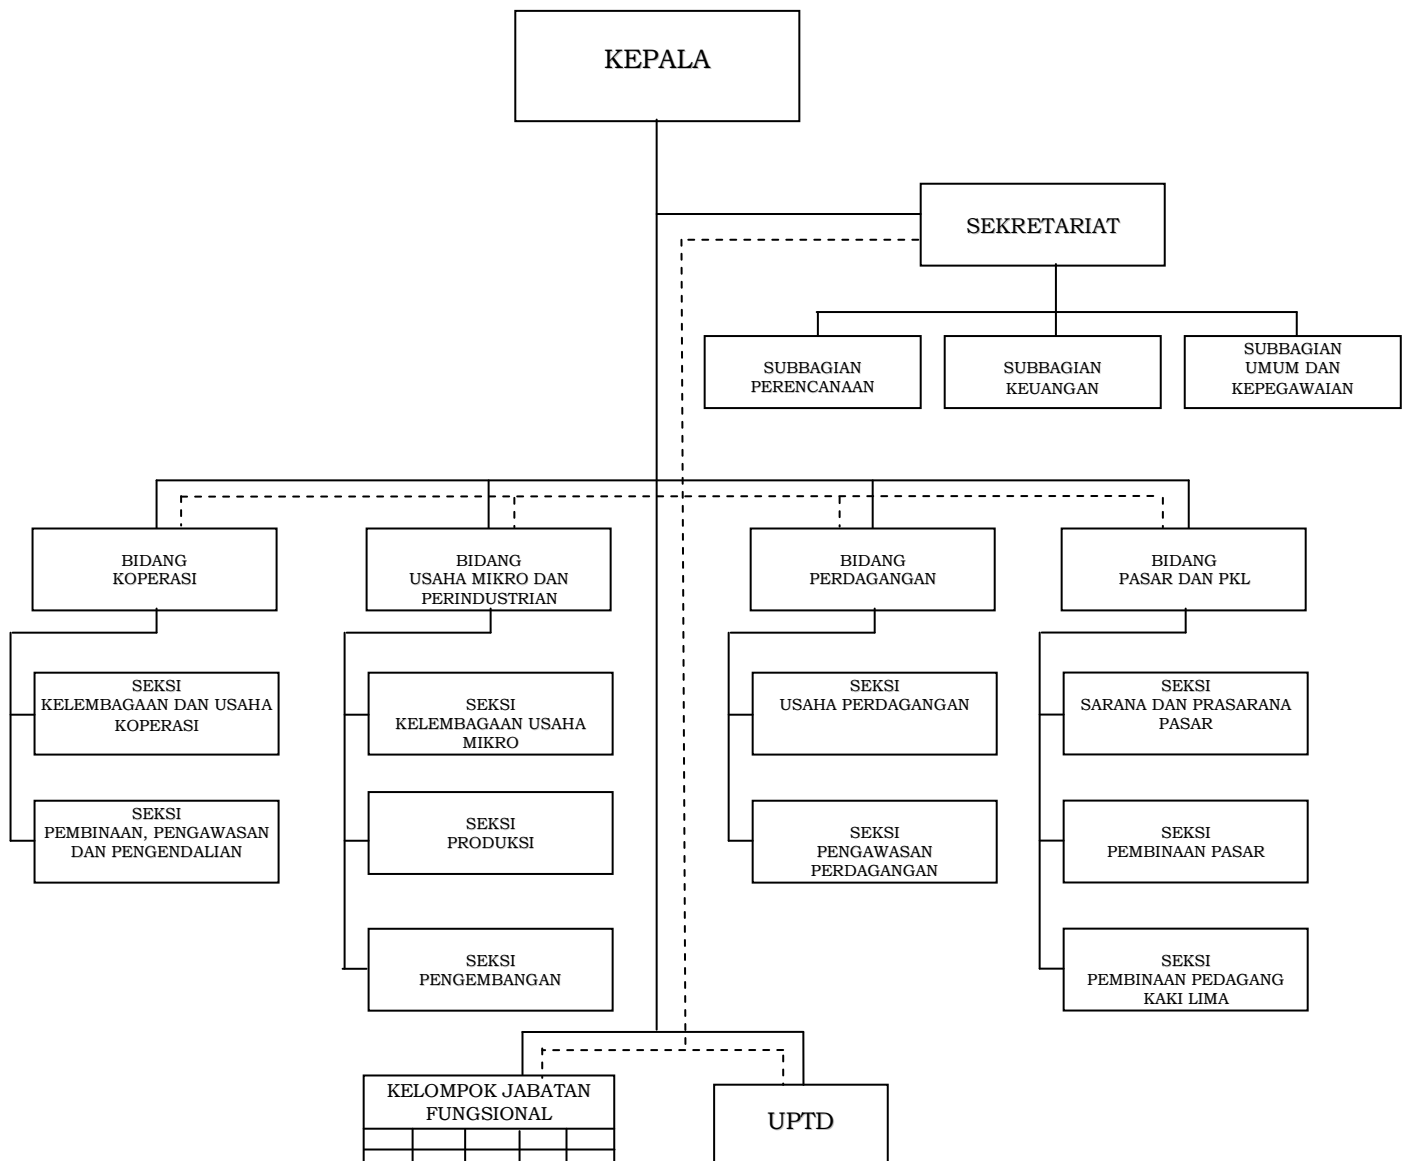 KEPALA
SEKRETARIAT
SUBBAGIAN
PERENCANAAN
SUBBAGIAN
KEUANGAN
SUBBAGIAN
UMUM DAN
KEPEGAWAIAN
BIDANG
KOPERASI
BIDANG
USAHA MIKRO DAN
PERINDUSTRIAN
BIDANG
PERDAGANGAN
BIDANG
PASAR DAN PKL
SEKSI
KELEMBAGAAN DAN USAHA
KOPERASI
SEKSI
KELEMBAGAAN USAHA
MIKRO
SEKSI
USAHA PERDAGANGAN
SEKSI
SARANA DAN PRASARANA
PASAR
SEKSI
PEMBINAAN, PENGAWASAN
DAN PENGENDALIAN
SEKSI
PRODUKSI
SEKSI
PENGAWASAN
PERDAGANGAN
SEKSI
PEMBINAAN PASAR
SEKSI
PENGEMBANGAN
SEKSI
PEMBINAAN PEDAGANG
KAKI LIMA
KELOMPOK JABATAN
FUNGSIONAL
UPTD